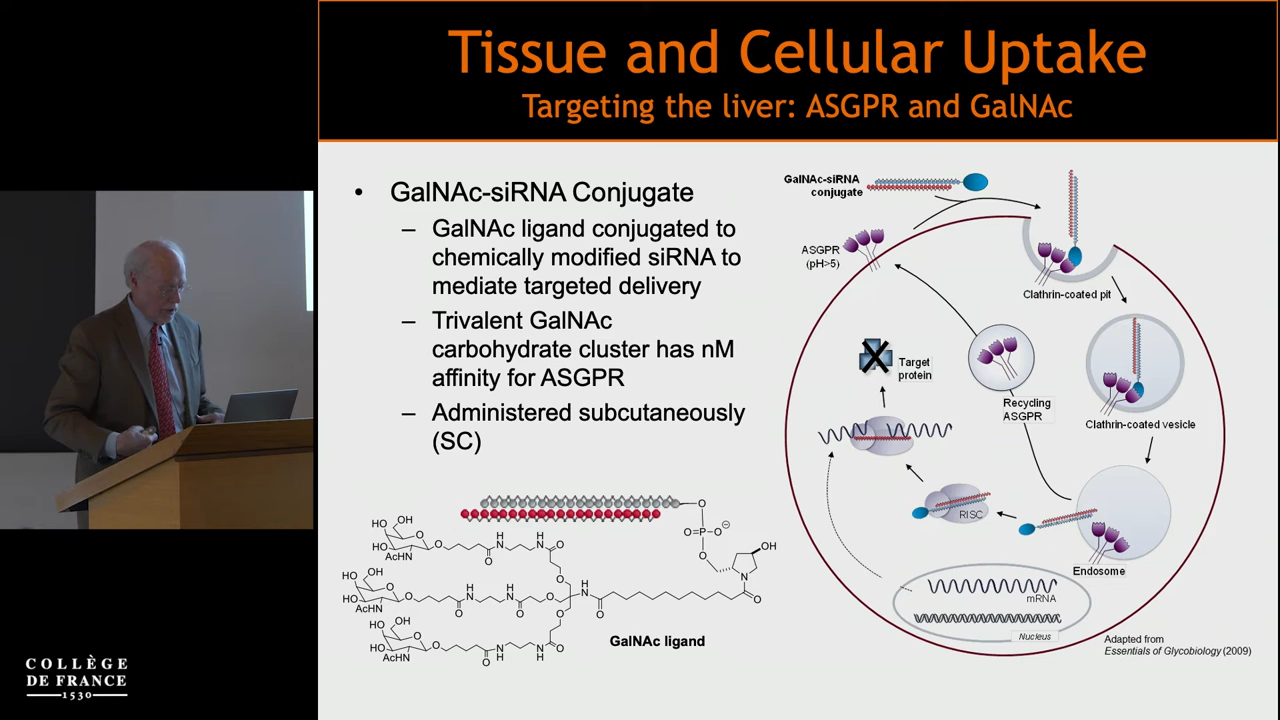 Tissue and Cellular Uptake
Targeting the liver: ASGPR and GalNAc
• GalNAc-siRNA Conjugate
– GalNAc ligand conjugated to
chemically modified siRNA to
mediate targeted delivery
– Trivalent GalNAc
carbohydrate cluster has nM
affinity for ASGPR
– Administered subcutaneously
(SC)
GalNAc-siRNA
conjugate
ASGPR
(pH>5)
Clathrin-coated pit
Target
protein
Recycling
ASGPR
Clathrin-coated vesicle
RISC
Endosome
mRNA
Nucleus
Adapted from
Essentials of Glycobiology (2009)
O
O=P-O⊖
O
OH
N
O
HO OH
HO
AcHN
O
O
O
H
N
N
H
O
HO OH
HO
AcHN
O
O
O
H
N
H
N
O
O
O
H
N
O
HO OH
HO
AcHN
O
O
O
N
H
N
H
O
GalNAc ligand
COLLÈGE
DE FRANCE
1530